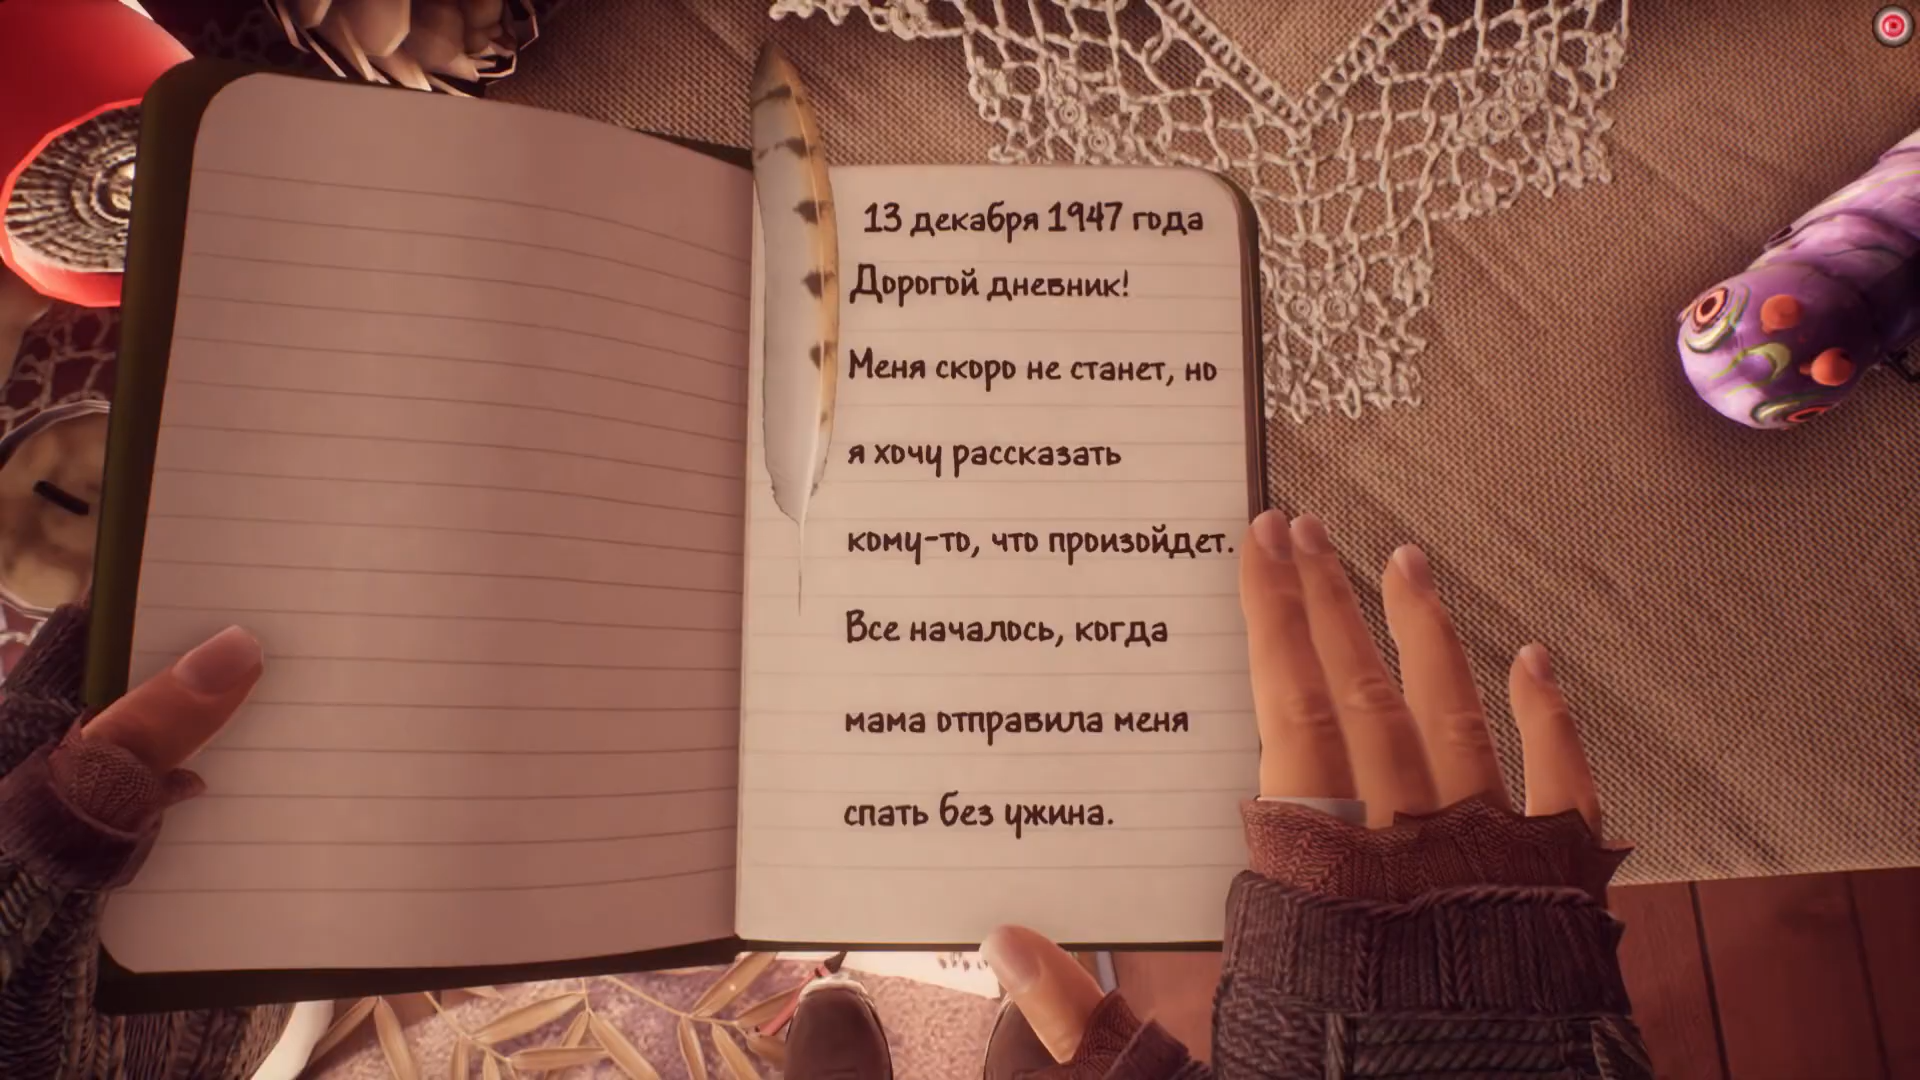 13 декабря 1947 года
Дорогой дневник!
Меня скоро не станет, но
я хочу рассказать
кому-то, что произойдет.
Все началось, когда
мама отправила меня
спать без ужина.